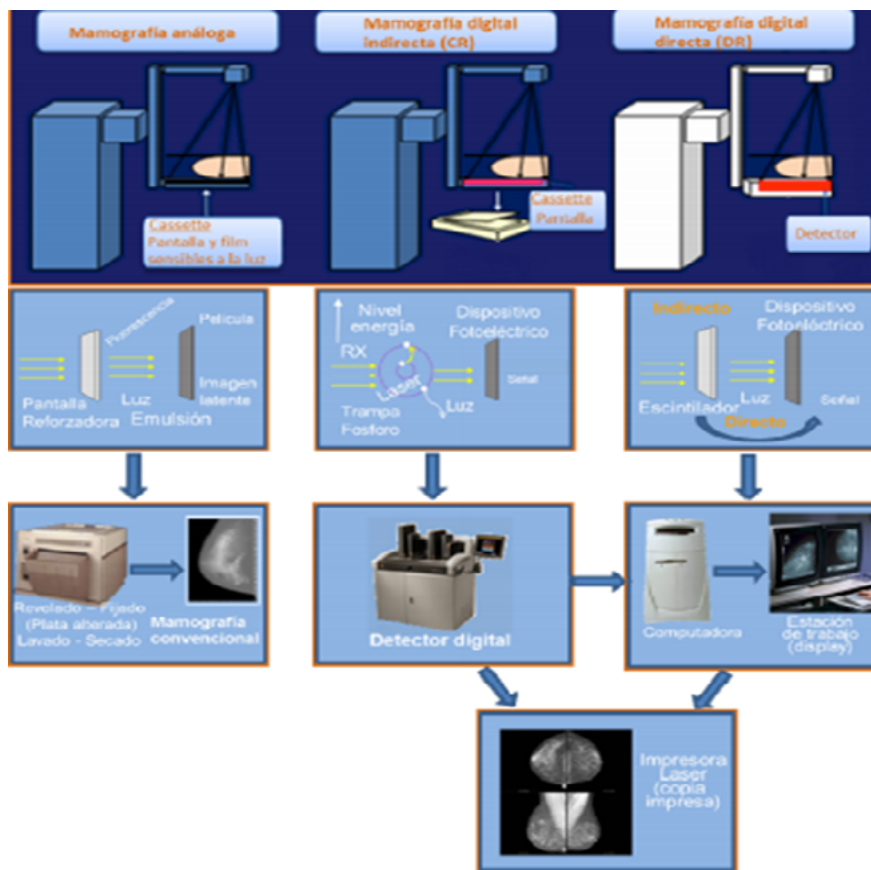 Mamografía análoga
Mamografía digital
indirecta (CR)
Mamografía digital
directa (DR)
Cassette
Pantalla y film
sensibles a la luz
Cassette
Pantalla
Detector
Fluorescencia
Película
Pantalla
Reforzadora
Luz
Emulsión
Imagen
latente
Nivel
energía
RX
Laser
Trampa
Fosforo
Luz
Dispositivo
Fotoeléctrico
Señal
Indirecto
Dispositivo
Fotoeléctrico
Escintilador
Luz
Señal
Directo
Revelado - Fijado
(Plata alterada)
Lavado - Secado
Mamografía
convencional
Detector digital
Computadora
Estación
de trabajo
(display)
Impresora
Laser
(copia
impresa)